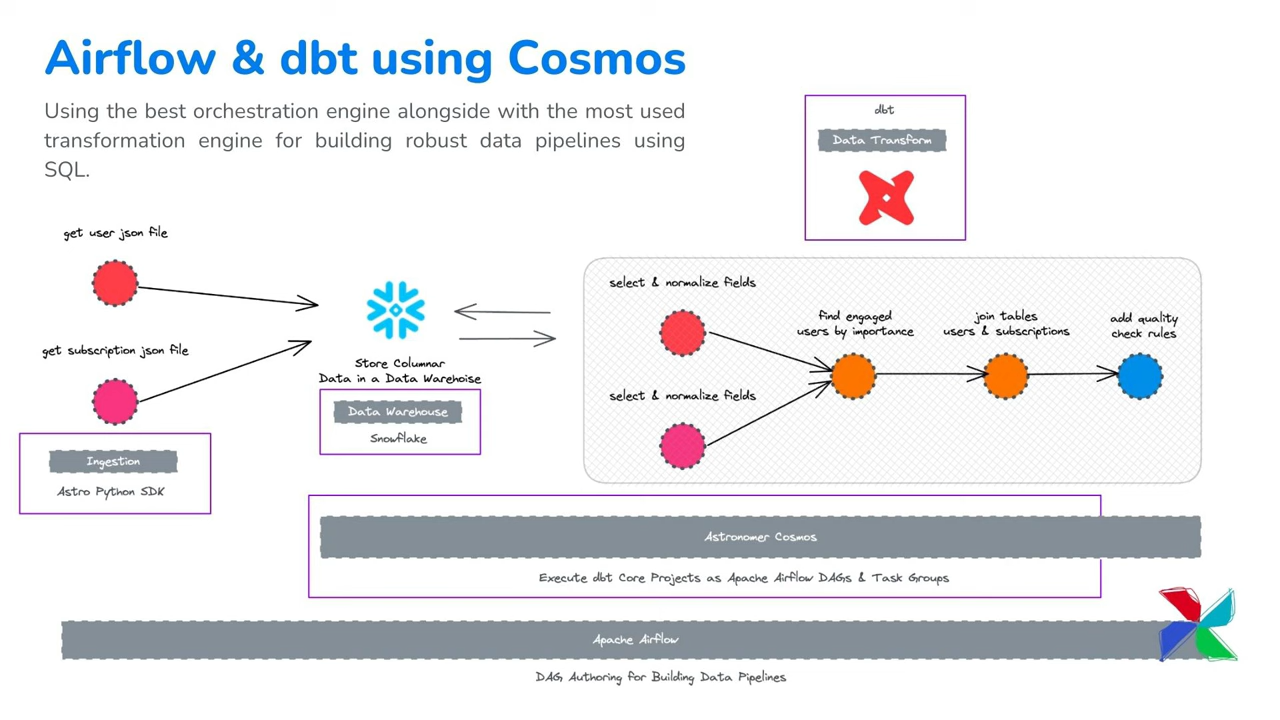 Airflow & dbt using Cosmos
Using the best orchestration engine alongside with the most used
transformation engine for building robust data pipelines using
SQL.
dbt
Data Transform
get user json file
get subscription json file
Ingestion
Astro Python SDK
Store Columnar
Data in a Data Warehoise
Data Warehouse
Snowflake
select & normalize fields
select & normalize fields
find engaged
users by importance
join tables
users & subscriptions
add quality
check rules
Astronomer Cosmos
Execute dbt Core Projects as Apache Airflow DAGs & Task Groups
Apache Airflow
DAG Authoring for Building Data Pipelines